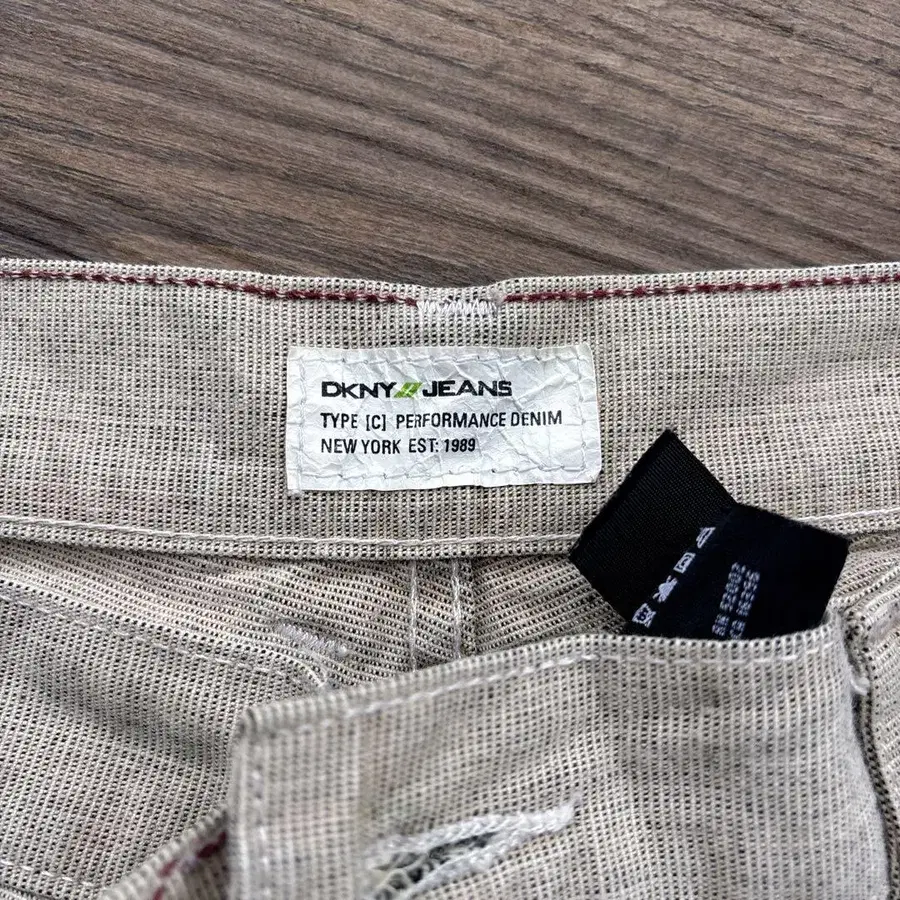 DKNY JEANS
TYPE [C] PERFORMANCE DENIM
NEW YORK EST: 1989